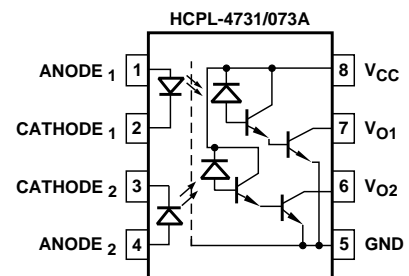 HCPL-4731/073A
ANODE 1 1 8 VCC
CATHODE 1 2 7 VO1
CATHODE 2 3 6 VO2
ANODE 2 4 5 GND